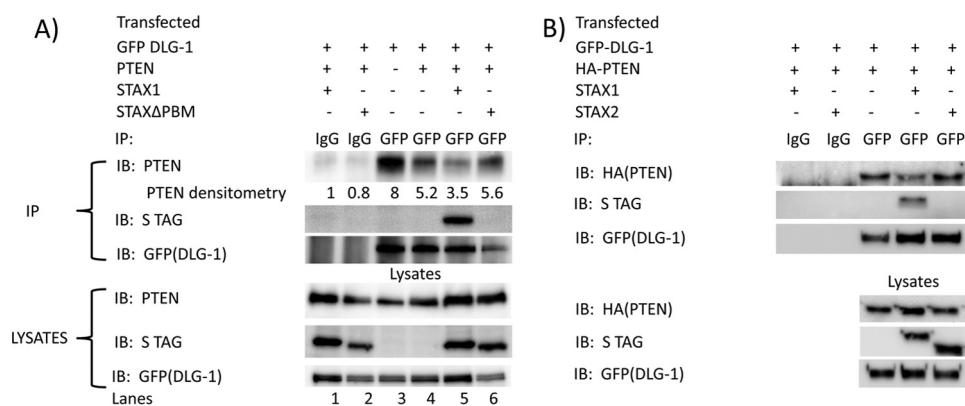 A)
Transfected
GFP DLG-1 + + + + + +
PTEN + + - + + +
STAX1 + - - - + -
STAXΔPBM - + - - - +
IP: IgG IgG GFP GFP GFP GFP
IP
IB: PTEN
PTEN densitometry 1 0.8 8 5.2 3.5 5.6
IB: S TAG
IB: GFP(DLG-1)
Lysates
LYSATES
IB: PTEN
IB: S TAG
IB: GFP(DLG-1)
Lanes 1 2 3 4 5 6
B)
Transfected
GFP-DLG-1 + + + + +
HA-PTEN + + + + +
STAX1 + - - + -
STAX2 - + - - +
IP: IgG IgG GFP GFP GFP
IB: HA(PTEN)
IB: S TAG
IB: GFP(DLG-1)
Lysates
IB: HA(PTEN)
IB: S TAG
IB: GFP(DLG-1)